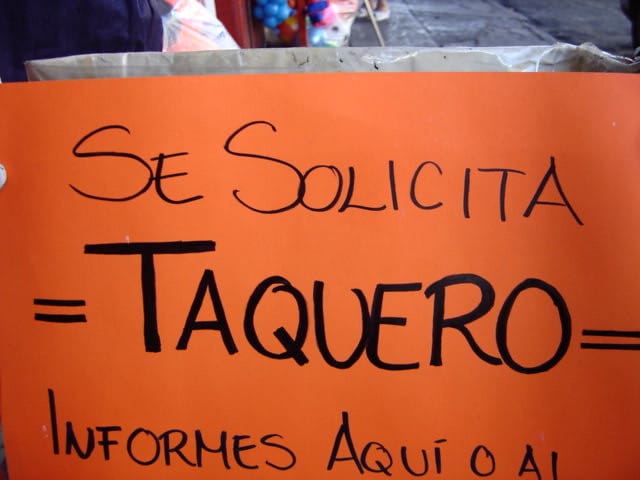 SE SOLICITA
= TAQUERO =
INFORMES AQUÍ O AL